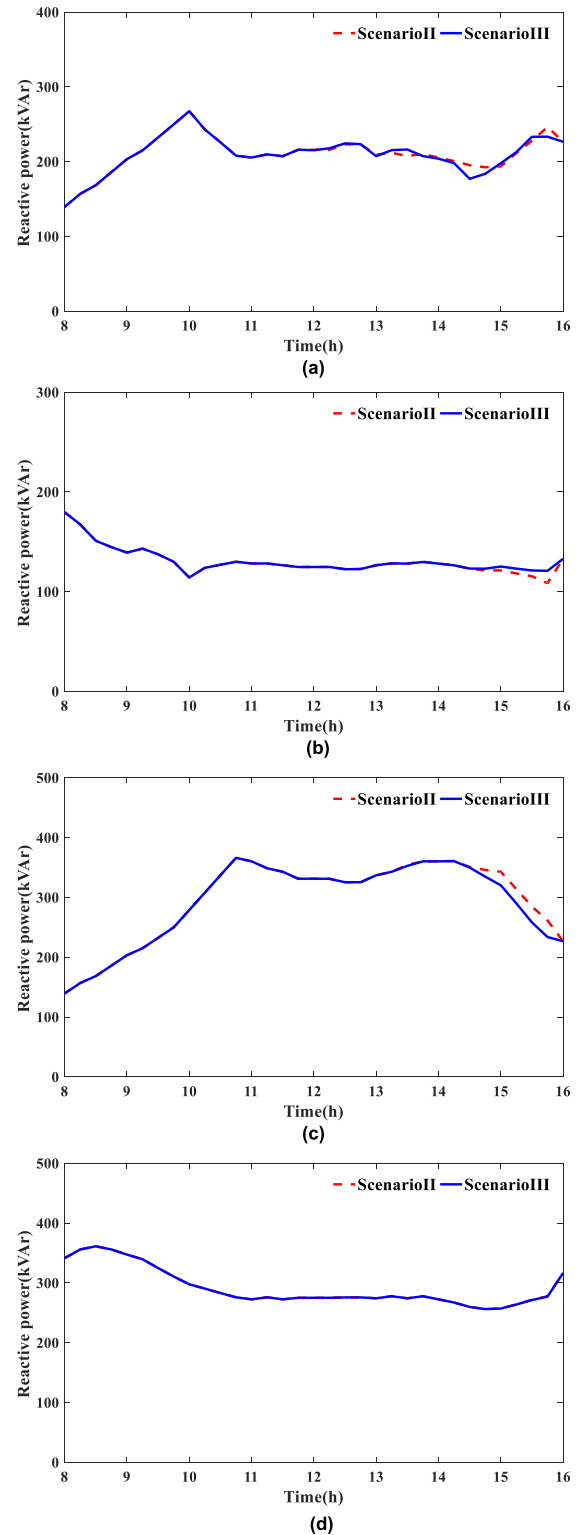 400
300
200
100
0
Reactive power(kVAr)
ScenarioII ScenarioIII
8 9 10 11 12 13 14 15 16
Time(h)
(a)
300
200
100
0
Reactive power(kVAr)
ScenarioII ScenarioIII
8 9 10 11 12 13 14 15 16
Time(h)
(b)
500
400
300
200
100
0
Reactive power(kVAr)
ScenarioII ScenarioIII
8 9 10 11 12 13 14 15 16
Time(h)
(c)
500
400
300
200
100
0
Reactive power(kVAr)
ScenarioII ScenarioIII
8 9 10 11 12 13 14 15 16
Time(h)
(d)